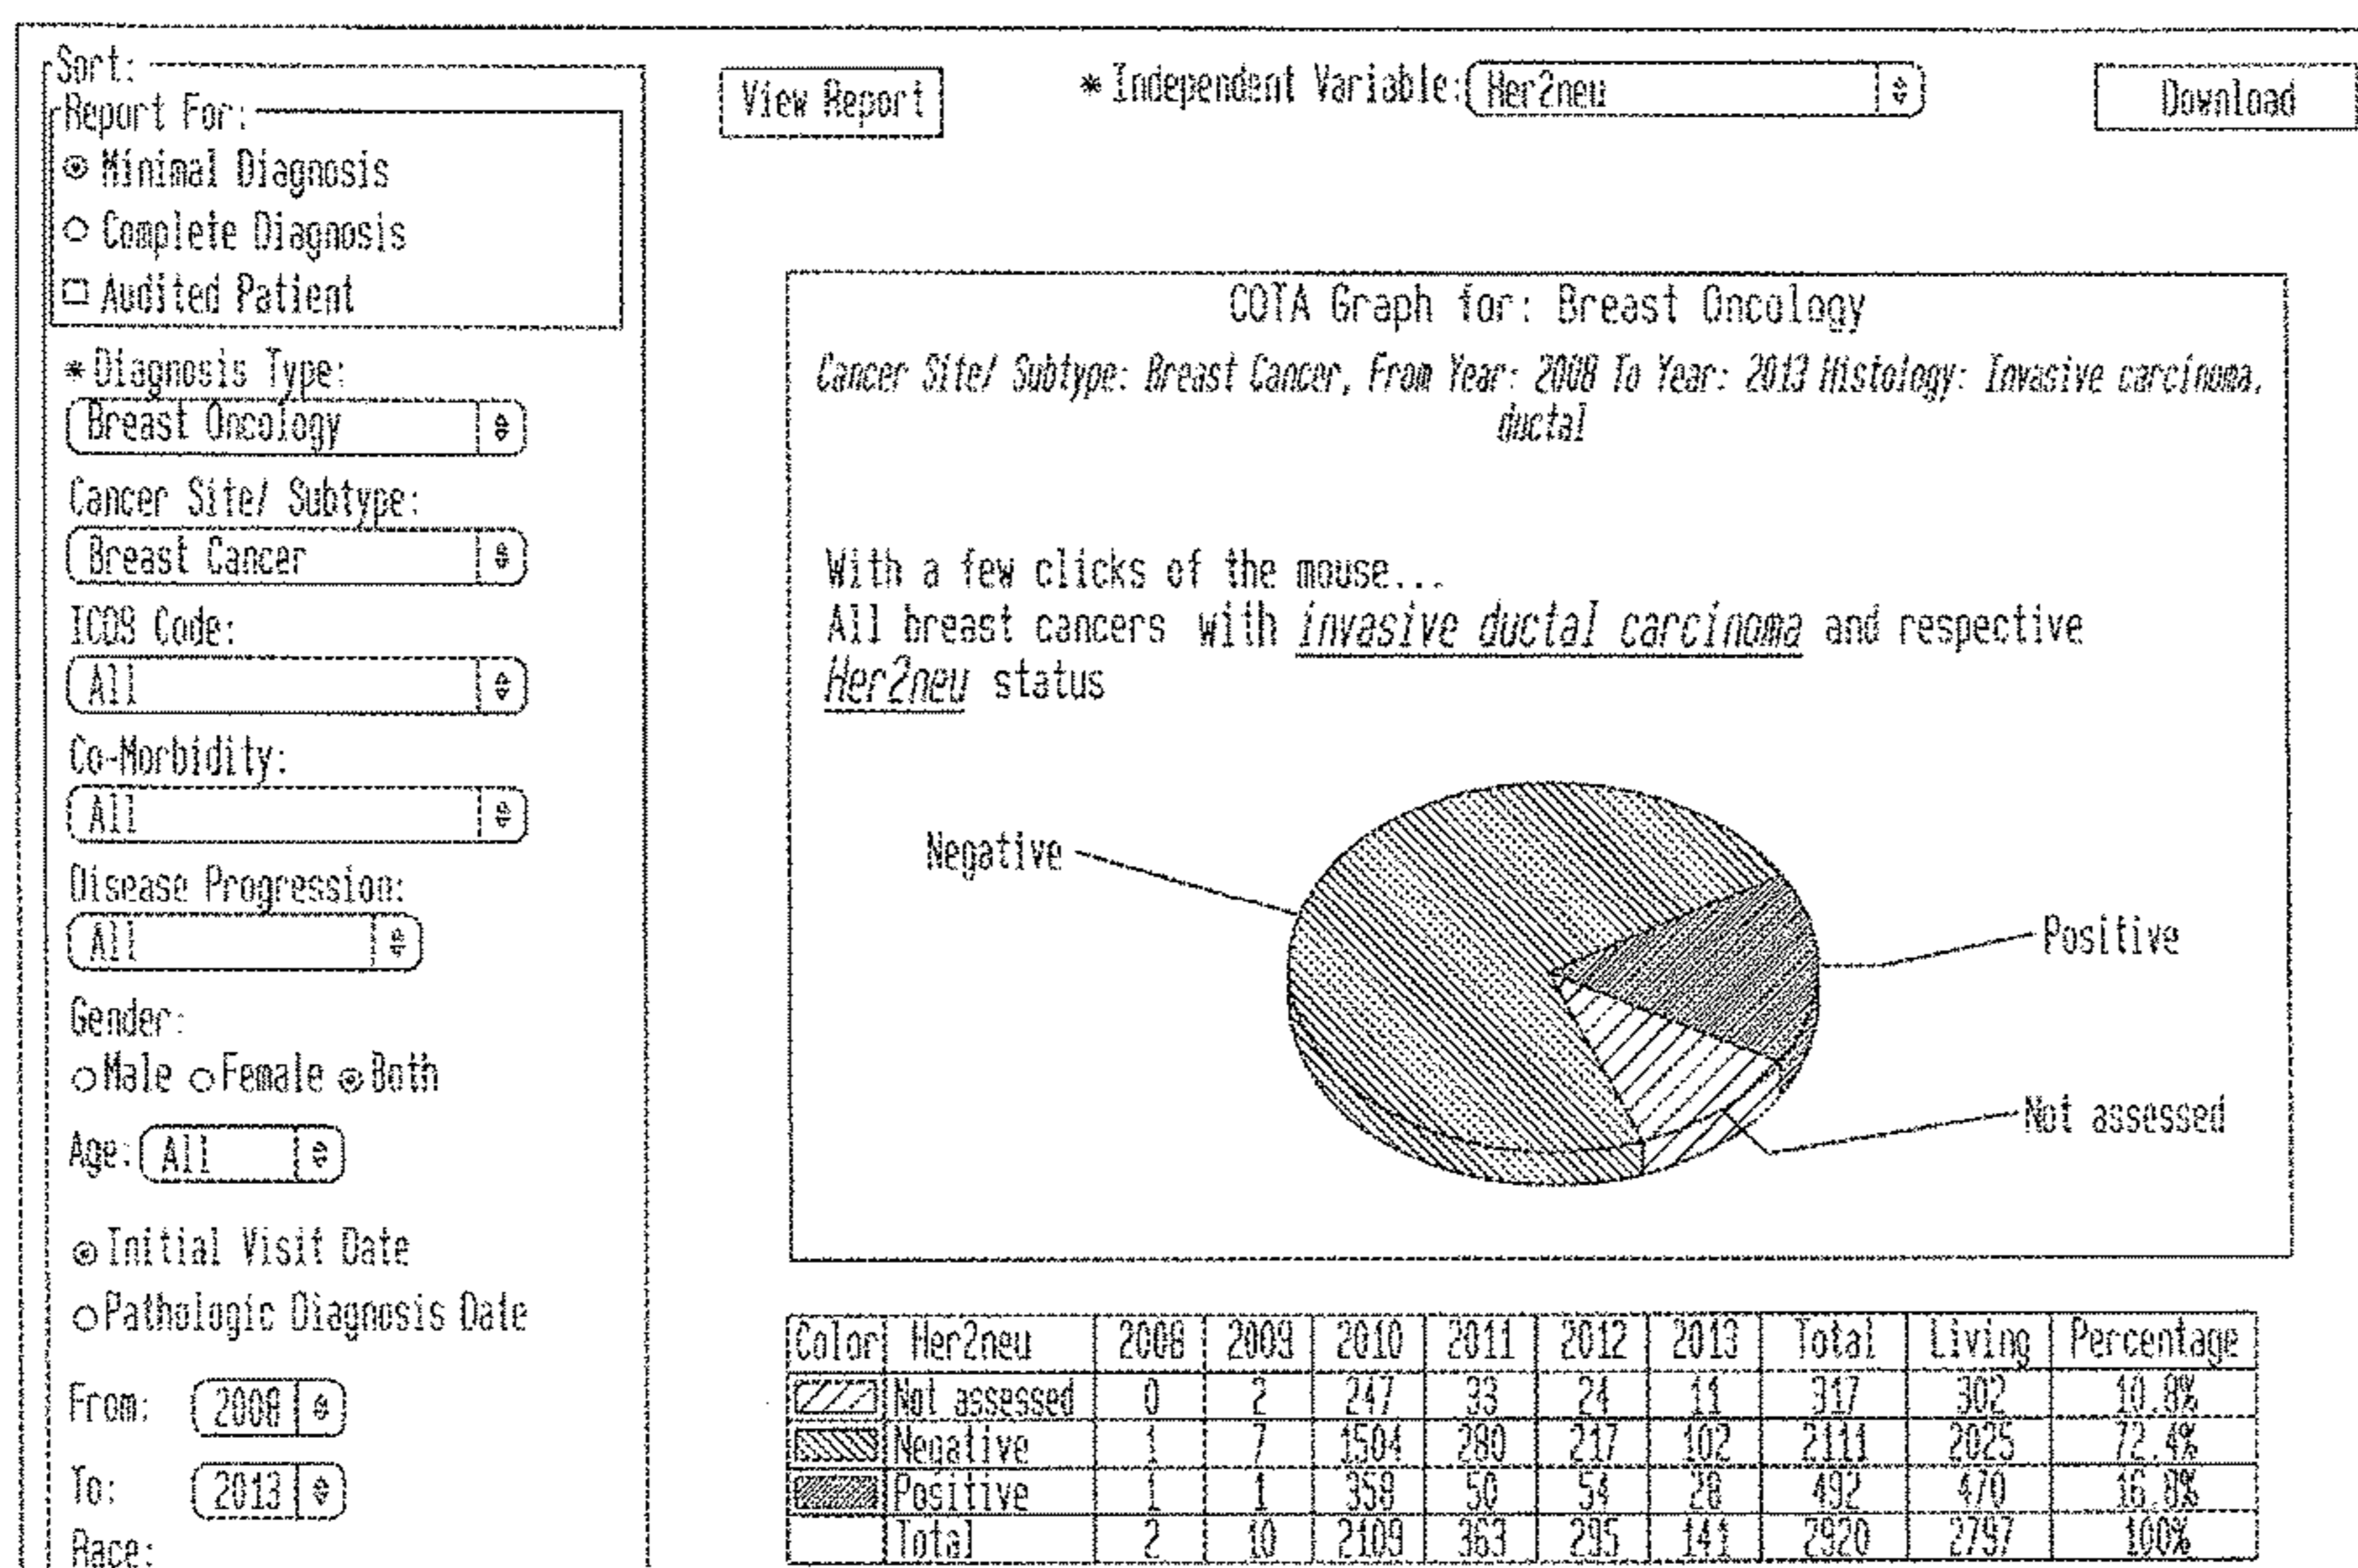 Sort:
Report For:
Minimal Diagnosis
Complete Diagnosis
Audited Patient
* Diagnosis Type:
Breast Oncology
Cancer Site/ Subtype:
Breast Cancer
ICD9 Code:
All
Co-Morbidity:
All
Disease Progression:
All
Gender:
Male Female Both
Age: All
Initial Visit Date
Pathologic Diagnosis Date
From: 2008
To: 2013
Race:
View Report * Independent Variable: Her2neu Download
COTA Graph for: Breast Oncology
Cancer Site/ Subtype: Breast Cancer, From Year: 2008 To Year: 2013 Histology: Invasive carcinoma,
ductal
With a few clicks of the mouse...
All breast cancers with invasive ductal carcinoma and respective
Her2neu status
Negative
Positive
Not assessed
Color Her2neu 2008 2009 2010 2011 2012 2013 Total Living Percentage
Not assessed 0 2 247 33 24 11 317 302 10.8%
Negative 1 7 1504 280 217 102 2111 2025 72.4%
Positive 1 1 358 50 54 28 492 470 16.8%
Total 2 10 2109 363 295 141 2920 2797 100%